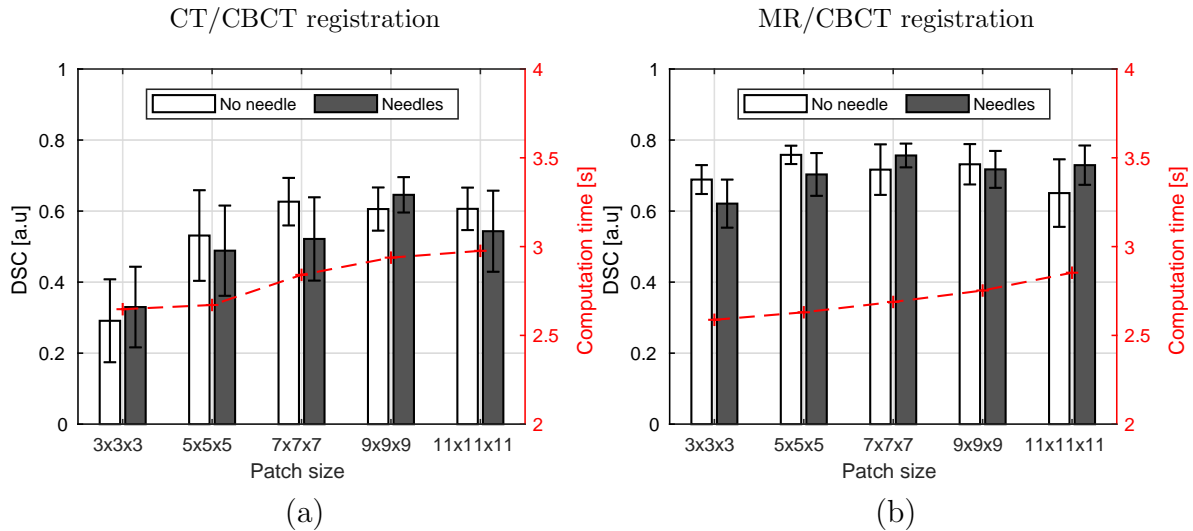 CT/CBCT registration
1
0.8
0.6
0.4
0.2
0
DSC [a.u]
No needle
Needles
4
3.5
3
2.5
2
Computation time [s]
3x3x3 5x5x5 7x7x7 9x9x9 11x11x11
Patch size
(a)
MR/CBCT registration
1
0.8
0.6
0.4
0.2
0
DSC [a.u]
No needle
Needles
4
3.5
3
2.5
2
Computation time [s]
3x3x3 5x5x5 7x7x7 9x9x9 11x11x11
Patch size
(b)